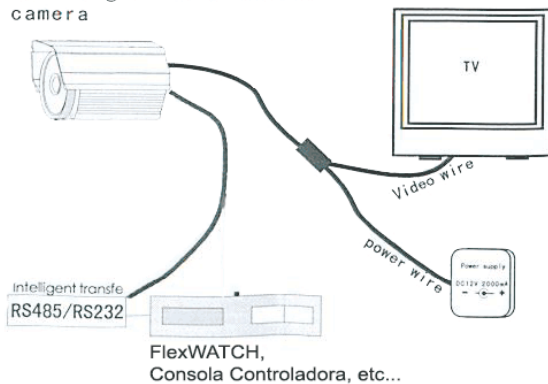 camera
TV
Video wire
power wire
Power supply
DC12V 2000mA
- +
Intelligent transfe
RS485/RS232
FlexWATCH,
Consola Controladora, etc...